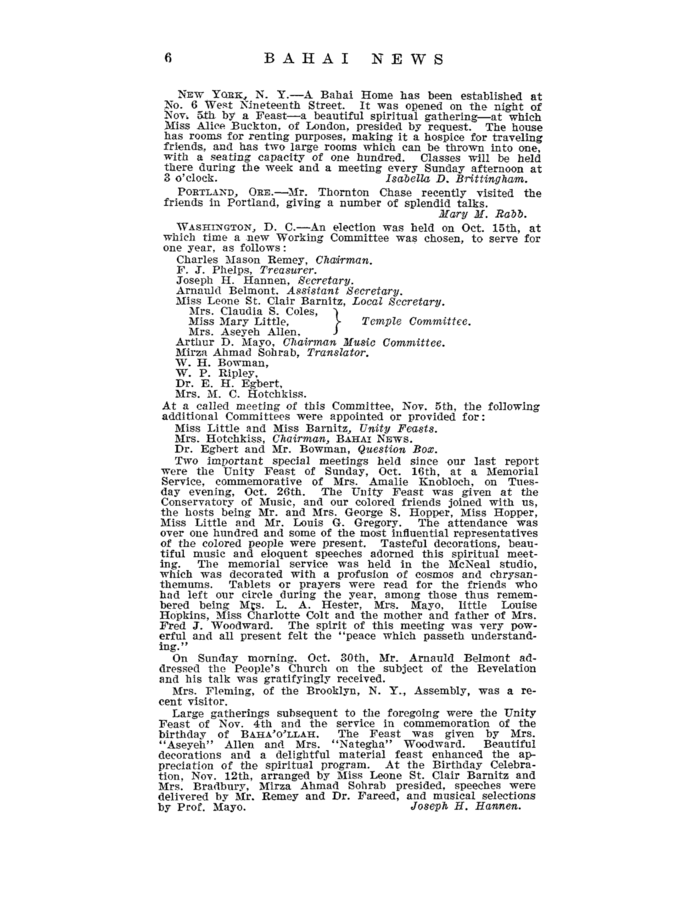 6 BAHAI NEWS
NEW YORK, N. Y.—A Bahai Home has been established at
No. 6 West Nineteenth Street. It was opened on the night of
Nov. 5th by a Feast—a beautiful spiritual gathering—at which
Miss Alice Buckton, of London, presided by request. The house
has rooms for renting purposes, making it a hospice for traveling
friends, and has two large rooms which can be thrown into one,
with a seating capacity of one hundred. Classes will be held
there during the week and a meeting every Sunday afternoon at
3 o'clock. Isabella D. Brittingham.
PORTLAND, ORE.—Mr. Thornton Chase recently visited the
friends in Portland, giving a number of splendid talks.
Mary M. Rabb.
WASHINGTON, D. C.—An election was held on Oct. 15th, at
which time a new Working Committee was chosen, to serve for
one year, as follows:
Charles Mason Remey, Chairman.
F. J. Phelps, Treasurer.
Joseph H. Hannen, Secretary.
Arnauld Belmont, Assistant Secretary.
Miss Leone St. Clair Barnitz, Local Secretary.
Mrs. Claudia S. Coles,
Miss Mary Little, } Temple Committee.
Mrs. Aseyeh Allen,
Arthur D. Mayo, Chairman Music Committee.
Mirza Ahmad Sohrab, Translator.
W. H. Bowman,
W. P. Ripley,
Dr. E. H. Egbert,
Mrs. M. C. Hotchkiss.
At a called meeting of this Committee, Nov. 5th, the following
additional Committees were appointed or provided for:
Miss Little and Miss Barnitz, Unity Feasts.
Mrs. Hotchkiss, Chairman, BAHAI NEWS.
Dr. Egbert and Mr. Bowman, Question Box.
Two important special meetings held since our last report
were the Unity Feast of Sunday, Oct. 16th, at a Memorial
Service, commemorative of Mrs. Amalie Knobloch, on Tues-
day evening, Oct. 26th. The Unity Feast was given at the
Conservatory of Music, and our colored friends joined with us,
the hosts being Mr. and Mrs. George S. Hopper, Miss Hopper,
Miss Little and Mr. Louis G. Gregory. The attendance was
over one hundred and some of the most influential representatives
of the colored people were present. Tasteful decorations, beau-
tiful music and eloquent speeches adorned this spiritual meet-
ing. The memorial service was held in the McNeal studio,
which was decorated with a profusion of cosmos and chrysan-
themums. Tablets or prayers were read for the friends who
had left our circle during the year, among those thus remem-
bered being Mrs. L. A. Hester, Mrs. Mayo, little Louise
Hopkins, Miss Charlotte Colt and the mother and father of Mrs.
Fred J. Woodward. The spirit of this meeting was very pow-
erful and all present felt the "peace which passeth understand-
ing."
On Sunday morning, Oct. 30th, Mr. Arnauld Belmont ad-
dressed the People's Church on the subject of the Revelation
and his talk was gratifyingly received.
Mrs. Fleming, of the Brooklyn, N. Y., Assembly, was a re-
cent visitor.
Large gatherings subsequent to the foregoing were the Unity
Feast of Nov. 4th and the service in commemoration of the
birthday of BAHA'O'LLAH. The Feast was given by Mrs.
"Aseyeh" Allen and Mrs. "Nategha" Woodward. Beautiful
decorations and a delightful material feast enhanced the ap-
preciation of the spiritual program. At the Birthday Celebra-
tion, Nov. 12th, arranged by Miss Leone St. Clair Barnitz and
Mrs. Bradbury, Mirza Ahmad Sohrab presided, speeches were
delivered by Mr. Remey and Dr. Fareed, and musical selections
by Prof. Mayo. Joseph H. Hannen.